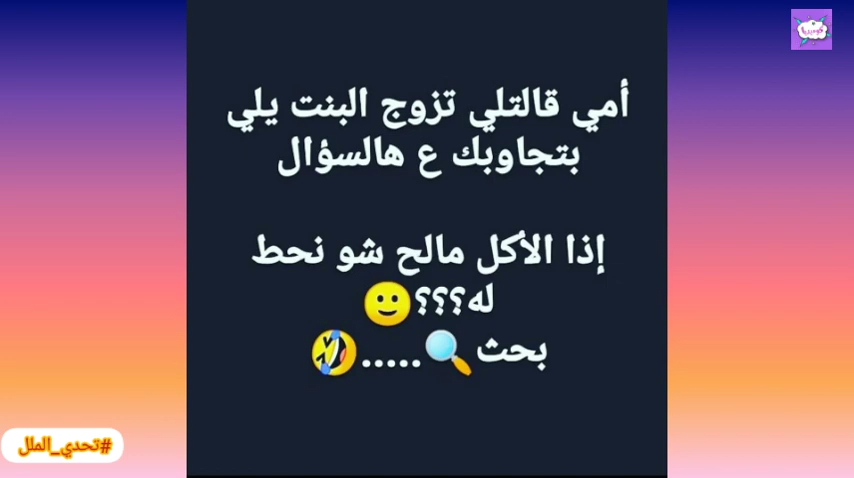 أمي قالتلي تزوج البنت يلي
بتجاوبك ع هالسؤال
إذا الأكل مالح شو نحط
له؟؟؟🙂
بحث🔍.....🤣
#تحدي_الملل